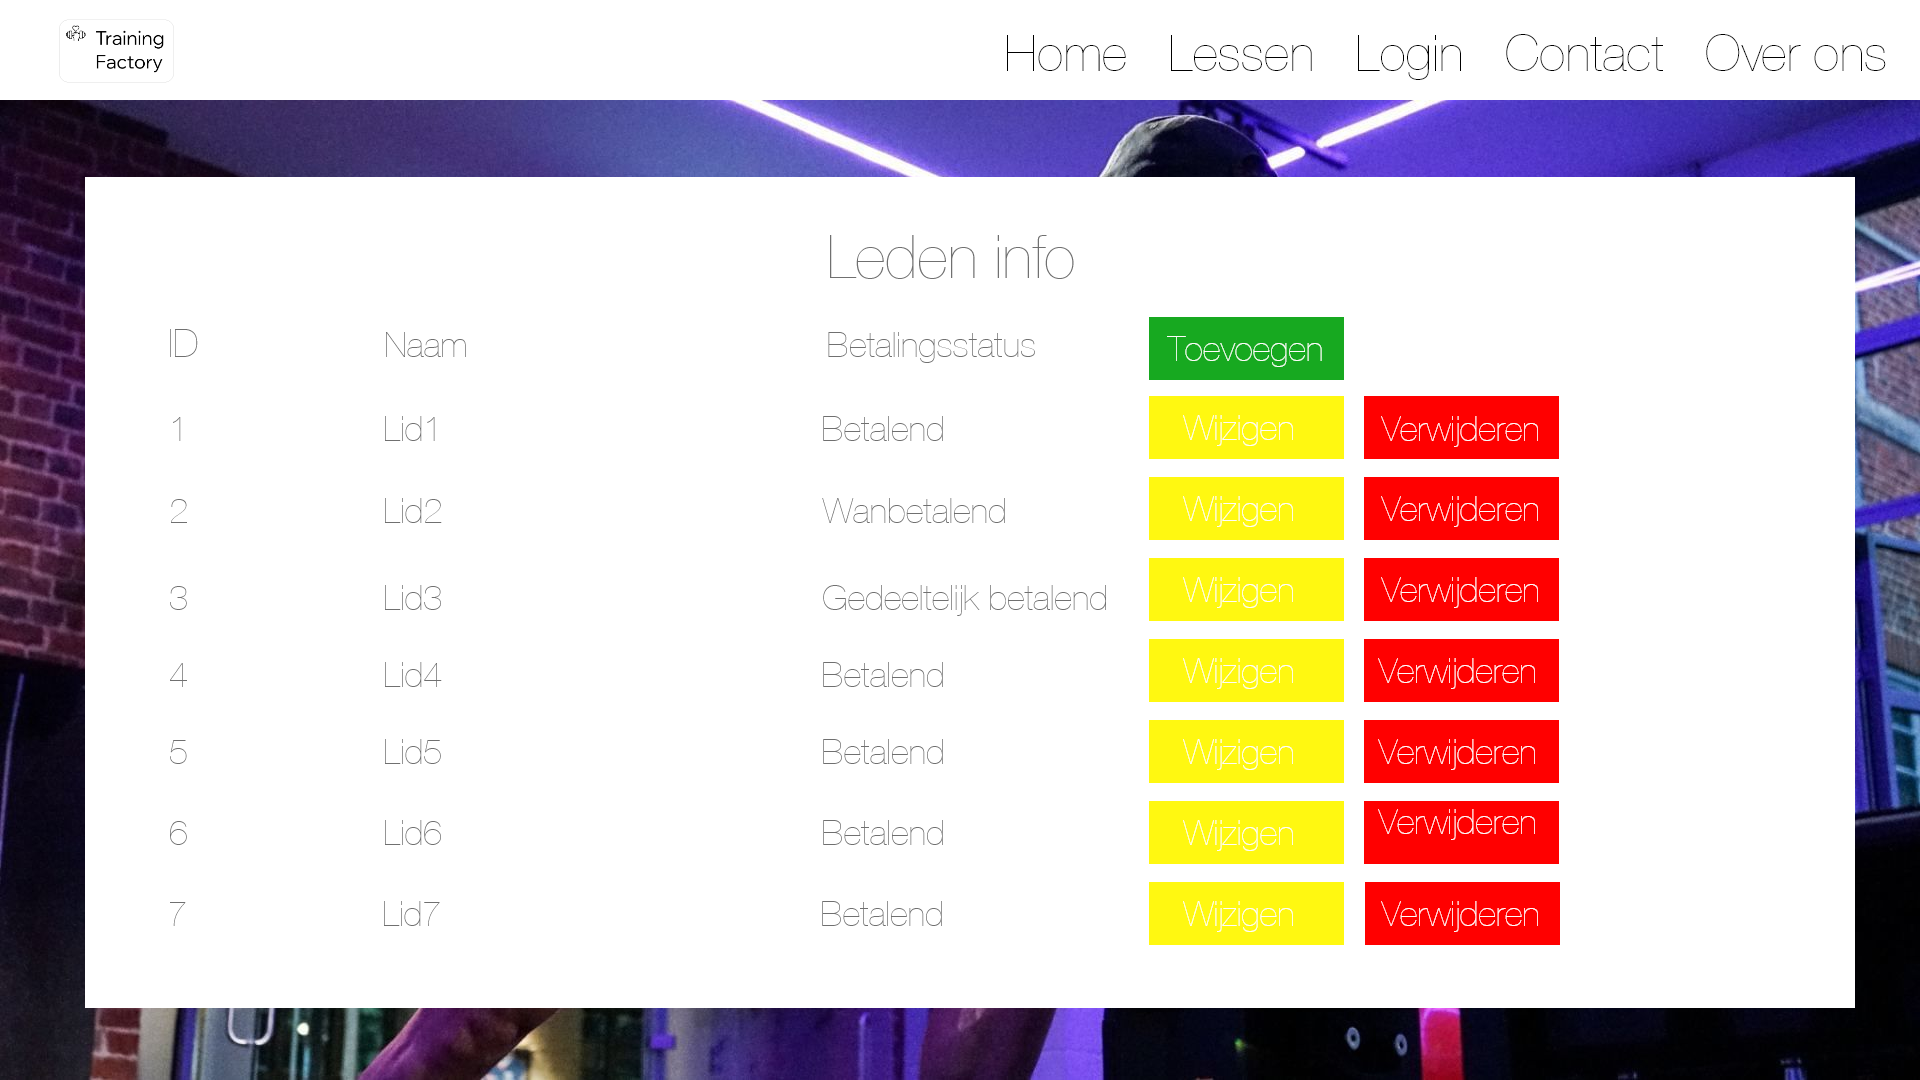 Training
Factory
Home Lessen Login Contact Over ons
Leden info
ID Naam Betalingsstatus Toevoegen
1 Lid1 Betalend Wijzigen Verwijderen
2 Lid2 Wanbetalend Wijzigen Verwijderen
3 Lid3 Gedeeltelijk betalend Wijzigen Verwijderen
4 Lid4 Betalend Wijzigen Verwijderen
5 Lid5 Betalend Wijzigen Verwijderen
6 Lid6 Betalend Wijzigen Verwijderen
7 Lid7 Betalend Wijzigen Verwijderen